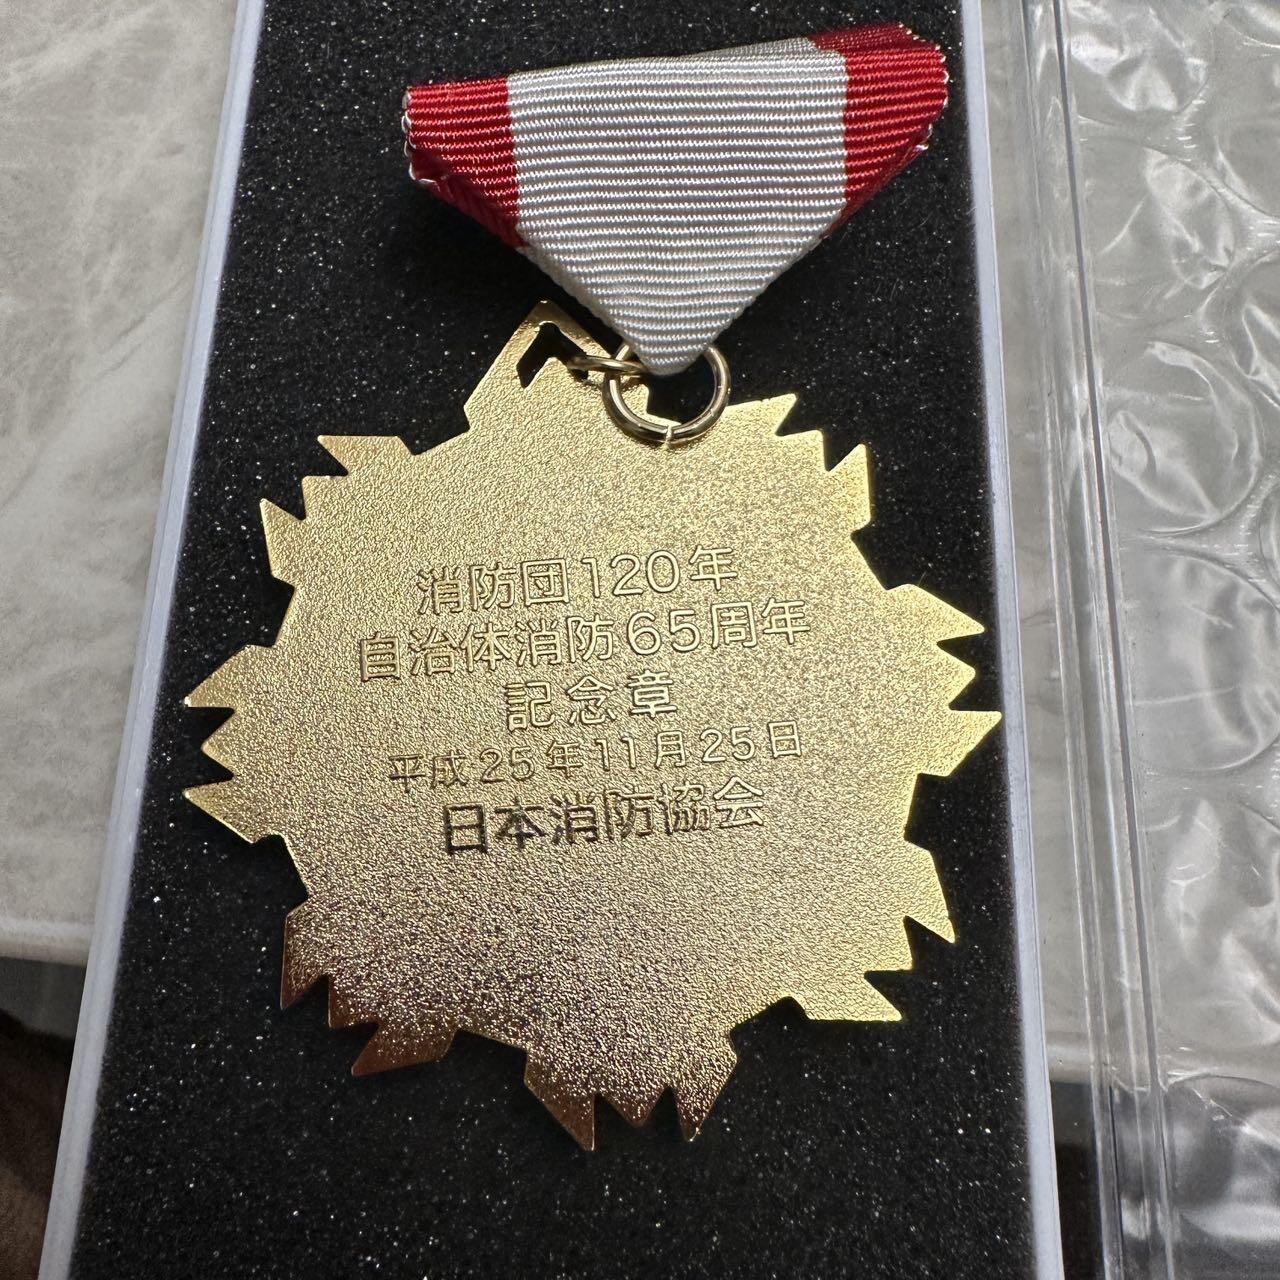 消防団120年
自治体消防65周年
記念章
平成25年11月25日
日本消防協会